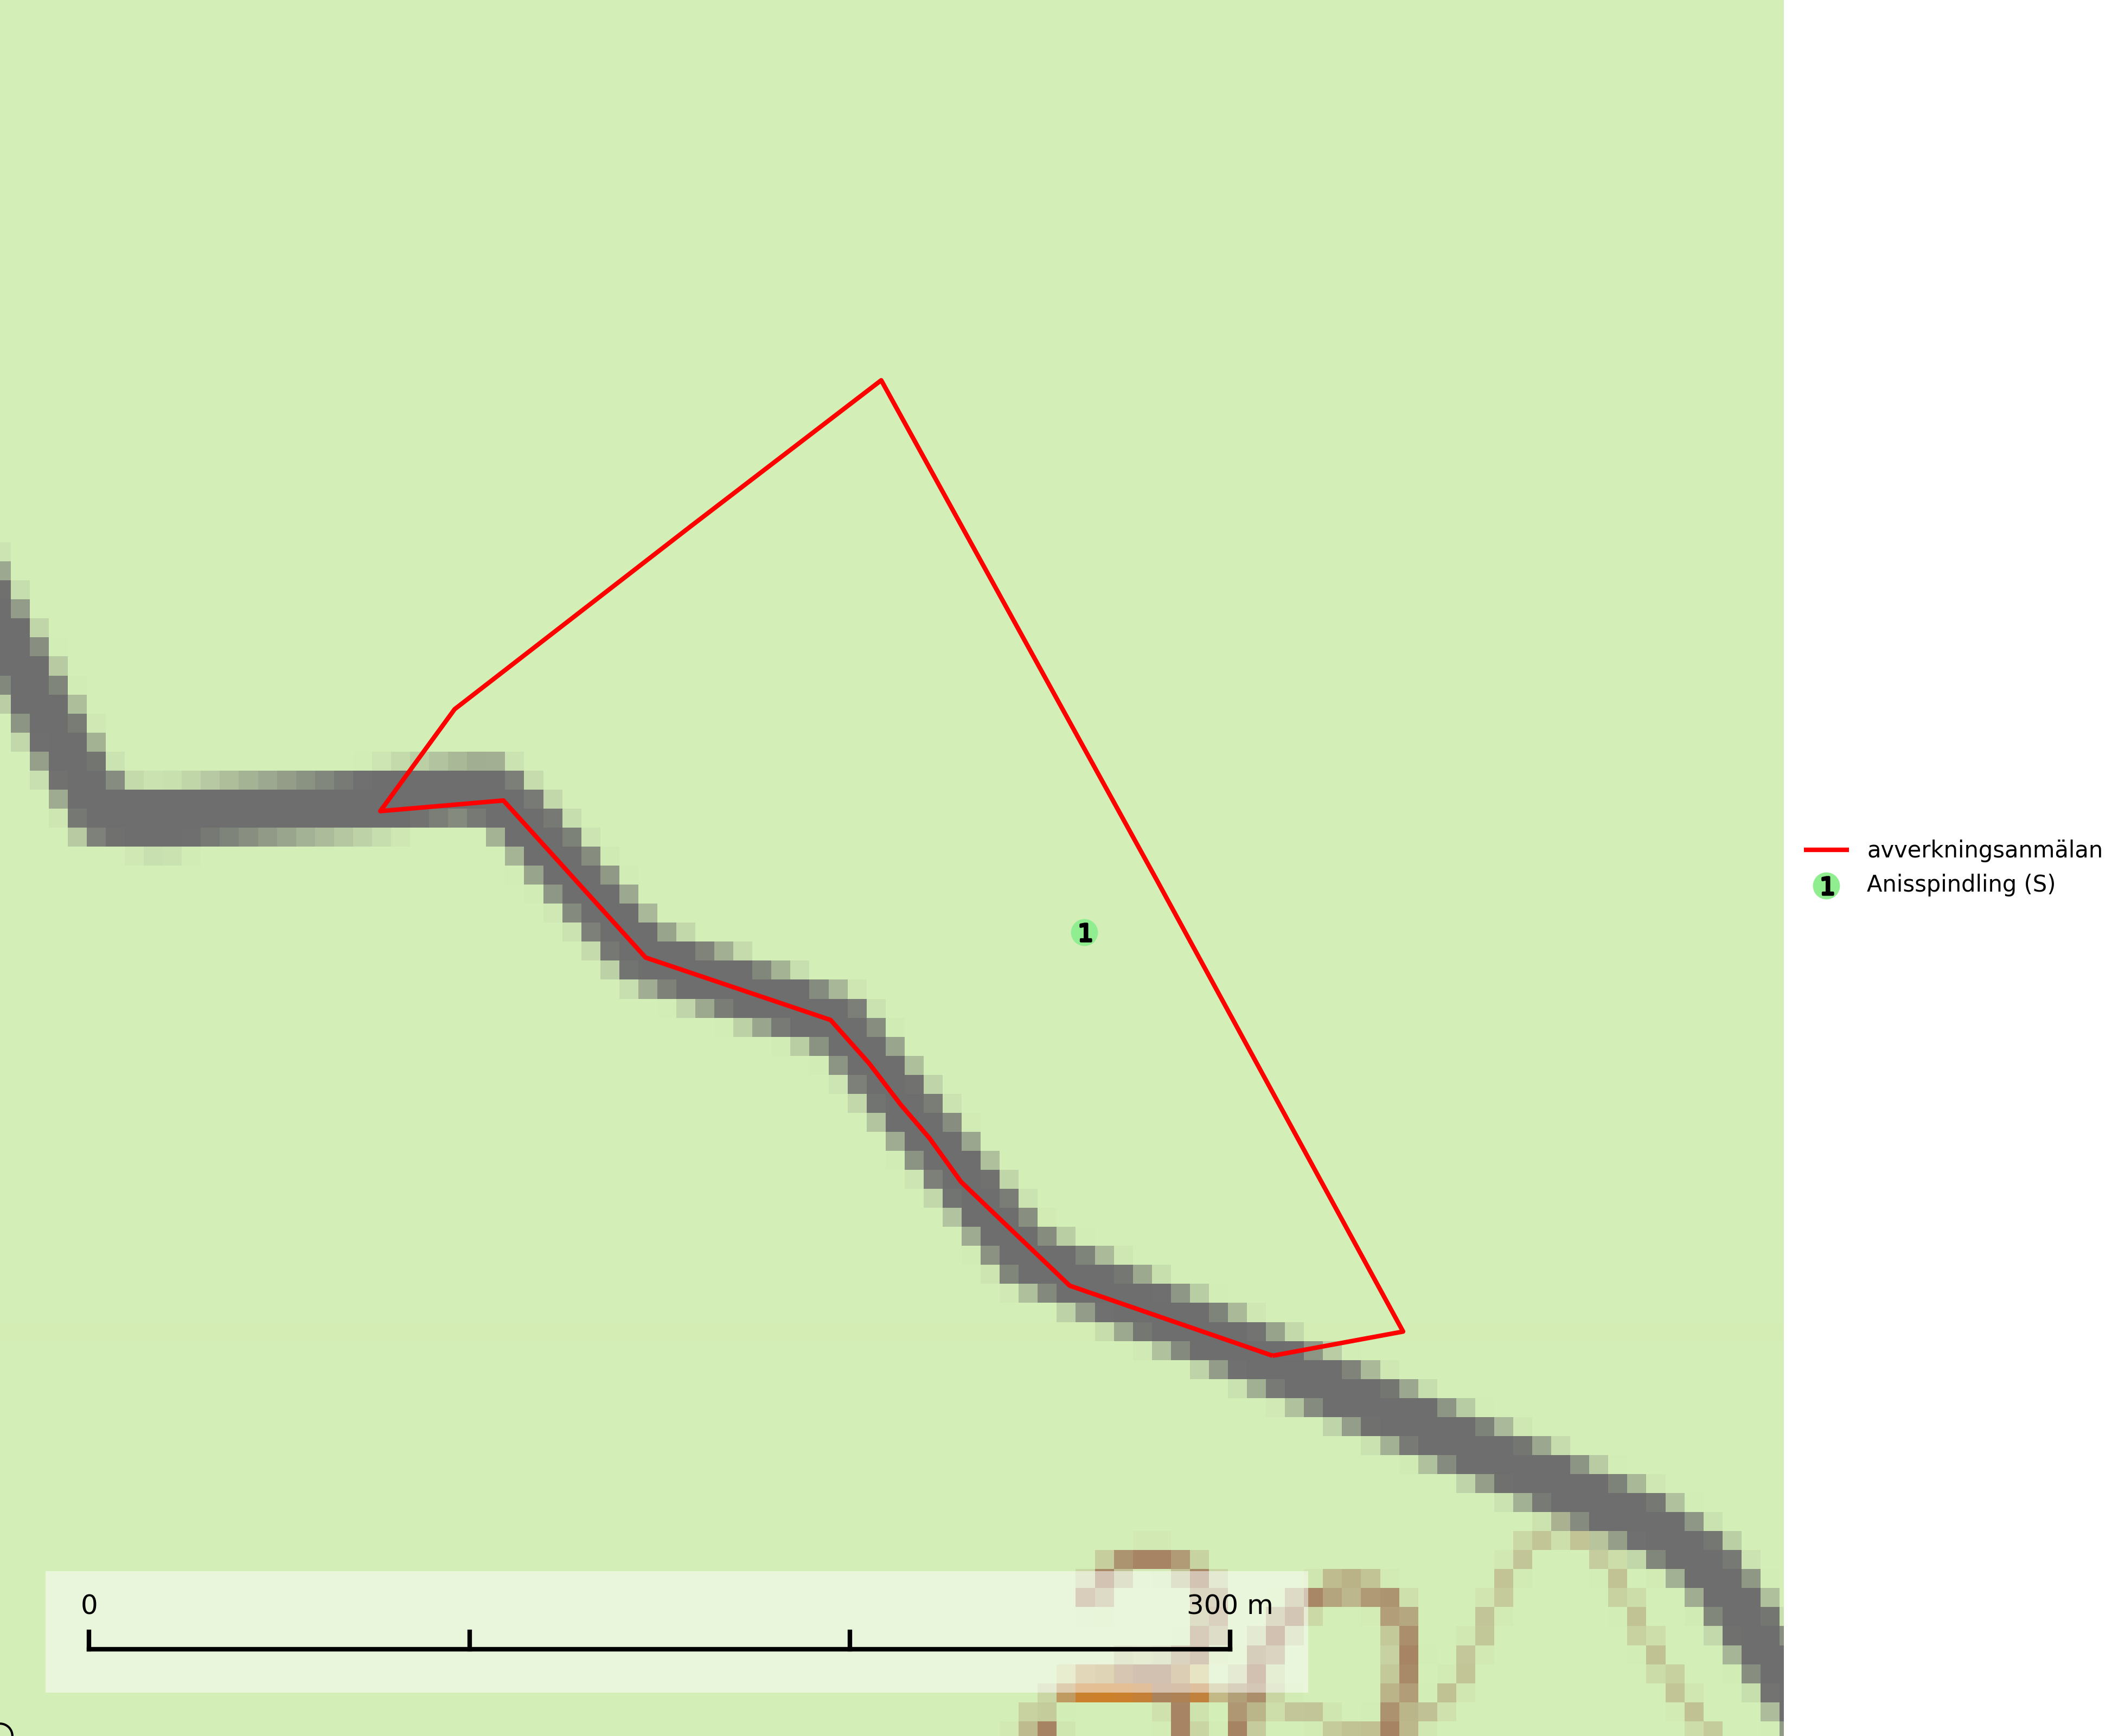 1
avverkningsanmälan
1 Anisspindling (S)
0 300 m